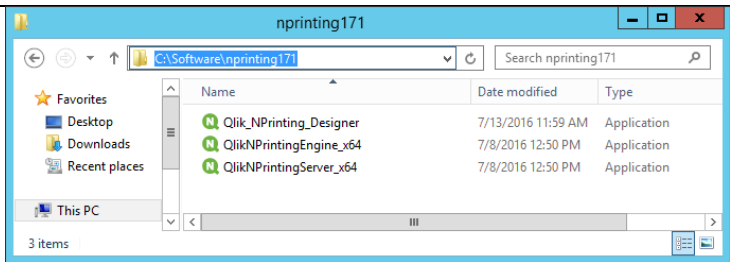 nprinting171
C:\Software\nprinting171
Search nprinting171
Favorites
Desktop
Downloads
Recent places
This PC
Name Date modified Type
Qlik_NPrinting_Designer 7/13/2016 11:59 AM Application
QlikNPrintingEngine_x64 7/8/2016 12:50 PM Application
QlikNPrintingServer_x64 7/8/2016 12:50 PM Application
3 items